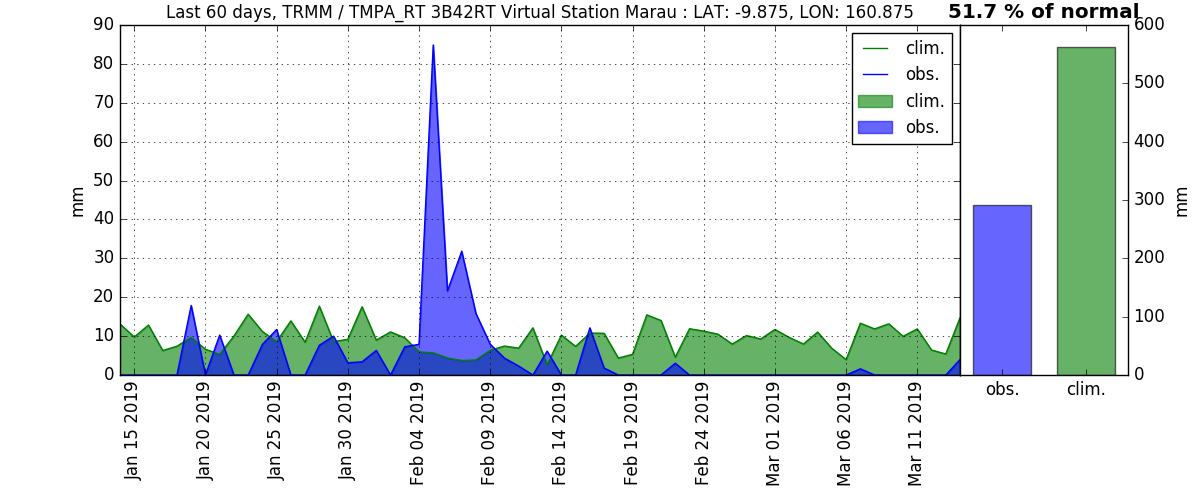 Last 60 days, TRMM / TMPA_RT 3B42RT Virtual Station Marau : LAT: -9.875, LON: 160.875
51.7 % of normal
90
80
70
60
50
40
30
20
10
0
mm
clim.
obs.
clim.
obs.
Jan 15 2019
Jan 20 2019
Jan 25 2019
Jan 30 2019
Feb 04 2019
Feb 09 2019
Feb 14 2019
Feb 19 2019
Feb 24 2019
Mar 01 2019
Mar 06 2019
Mar 11 2019
600
500
400
300
200
100
0
mm
obs.
clim.